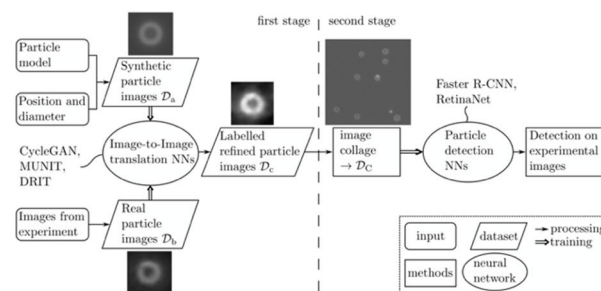 first stage
second stage
Particle
model
Position and
diameter
Synthetic
particle
images 𝒟a
CycleGAN,
MUNIT,
DRIT
Image-to-Image
translation NNs
Images from
experiment
Real
particle
images 𝒟b
Labelled
refined particle
images 𝒟c
image
collage
→ 𝒟C
Faster R-CNN,
RetinaNet
Particle
detection
NNs
Detection on
experimental
images
input
dataset
processing
training
methods
neural
network